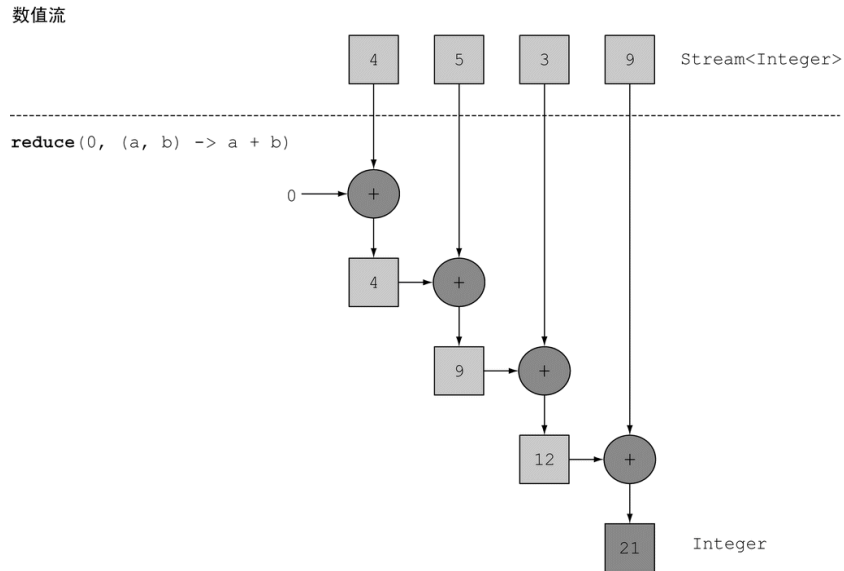 数值流
4 5 3 9 Stream<Integer>
reduce(0, (a, b) -> a + b)
0 +
4 +
9 +
12 +
21 Integer